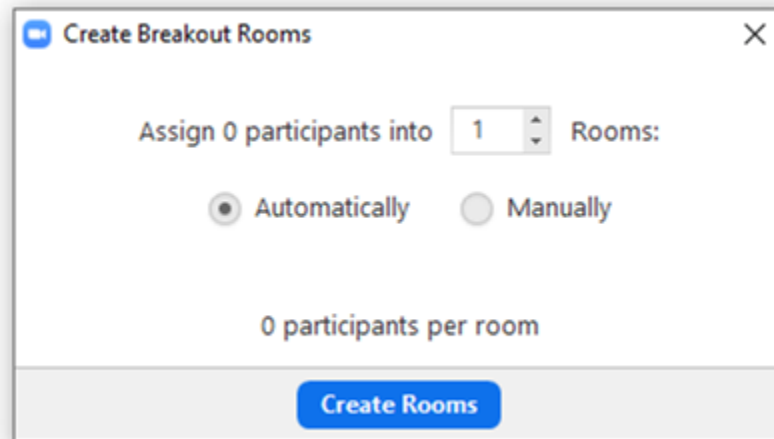 Create Breakout Rooms
Assign 0 participants into 1 Rooms:
Automatically Manually
0 participants per room
Create Rooms